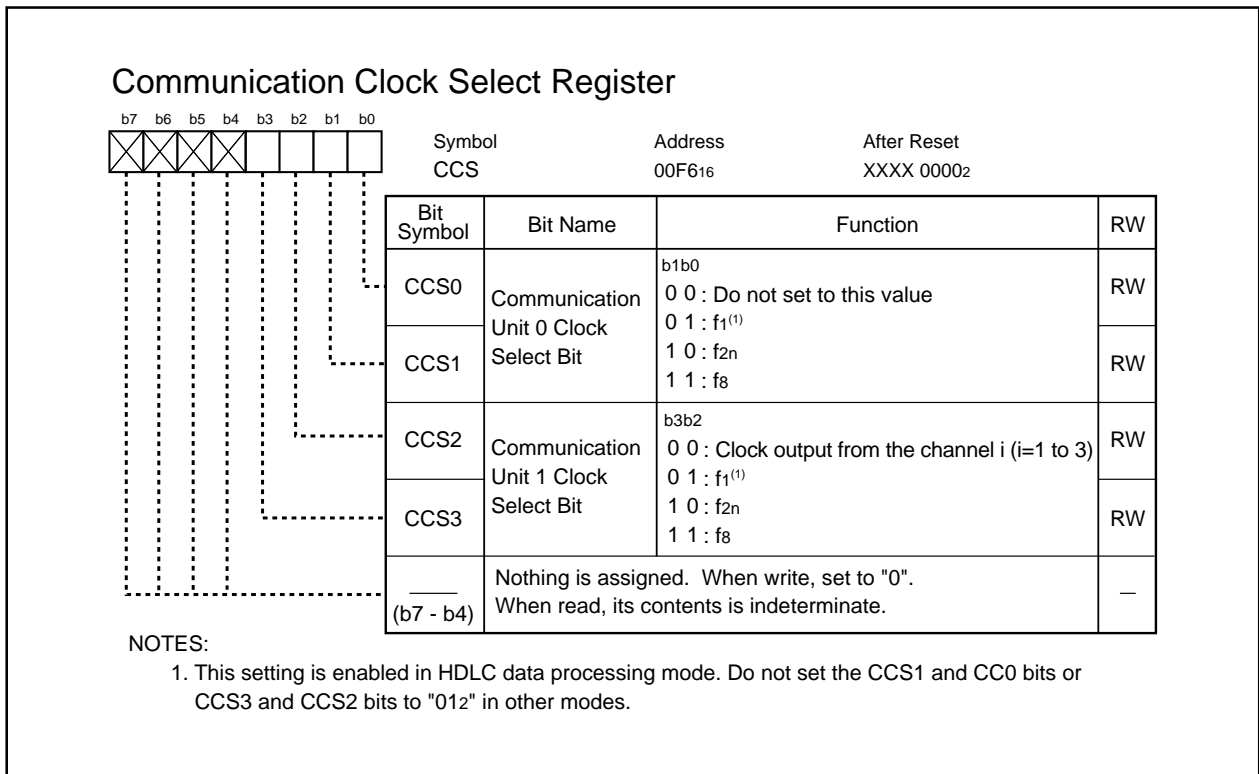 Communication Clock Select Register
b7 b6 b5 b4 b3 b2 b1 b0
Symbol Address After Reset
CCS 00F616 XXXX 00002
Bit Symbol Bit Name Function RW
CCS0 RW
CCS1 RW
Communication
Unit 0 Clock
Select Bit
b1b0
0 0 : Do not set to this value
0 1 : f1(1)
1 0 : f2n
1 1 : f8
CCS2 RW
CCS3 RW
Communication
Unit 1 Clock
Select Bit
b3b2
0 0 : Clock output from the channel i (i=1 to 3)
0 1 : f1(1)
1 0 : f2n
1 1 : f8
(b7 - b4)
Nothing is assigned. When write, set to "0".
When read, its contents is indeterminate.
—
NOTES:
1. This setting is enabled in HDLC data processing mode. Do not set the CCS1 and CC0 bits or
CCS3 and CCS2 bits to "012" in other modes.